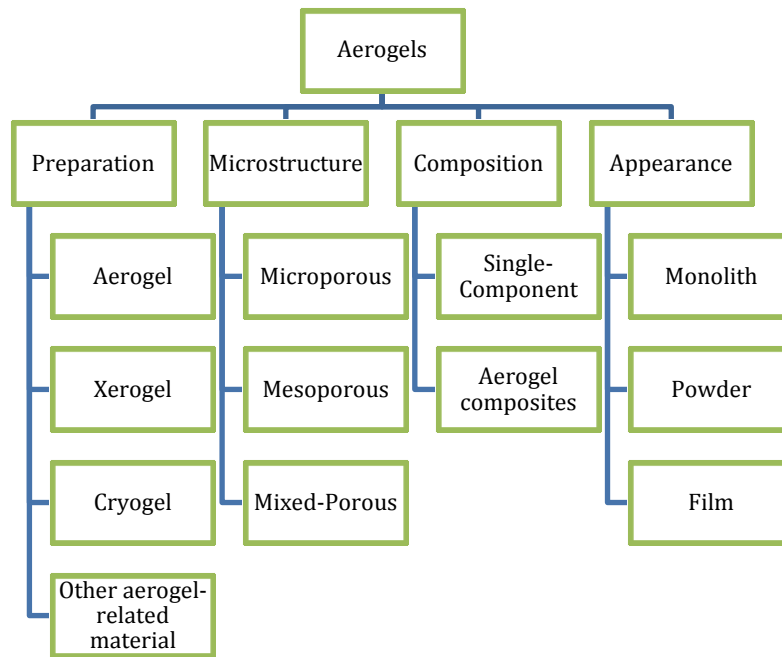 Aerogels
Preparation
Microstructure
Composition
Appearance
Aerogel
Microporous
Single-
Component
Monolith
Xerogel
Mesoporous
Aerogel
composites
Powder
Cryogel
Mixed-Porous
Film
Other aerogel-
related
material